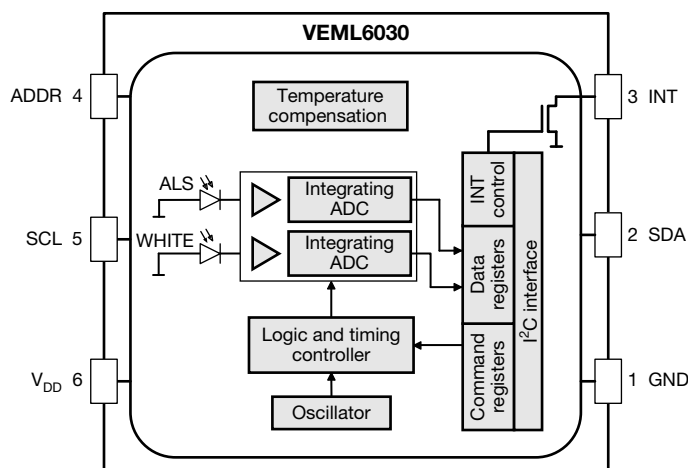 VEML6030
ADDR 4
Temperature
compensation
3 INT
ALS
Integrating
ADC
INT
control
SCL 5
WHITE
Integrating
ADC
Data
registers
I²C interface
2 SDA
Logic and timing
controller
Command
registers
V_DD 6
Oscillator
1 GND